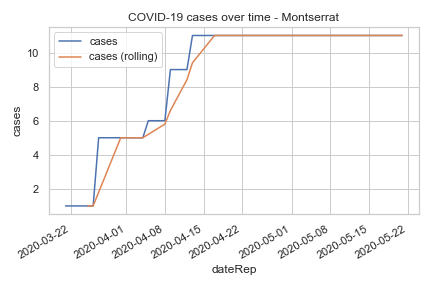 COVID-19 cases over time - Montserrat
cases
cases (rolling)
10
8
6
4
2
cases
2020-03-22
2020-04-01
2020-04-08
2020-04-15
2020-04-22
2020-05-01
2020-05-08
2020-05-15
2020-05-22
dateRep